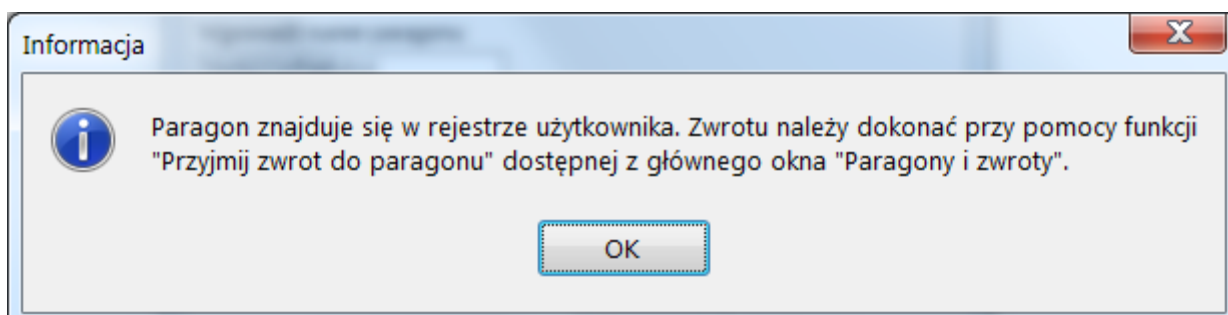 Informacja
Paragon znajduje się w rejestrze użytkownika. Zwrotu należy dokonać przy pomocy funkcji
"Przyjmij zwrot do paragonu" dostępnej z głównego okna "Paragony i zwroty".
OK